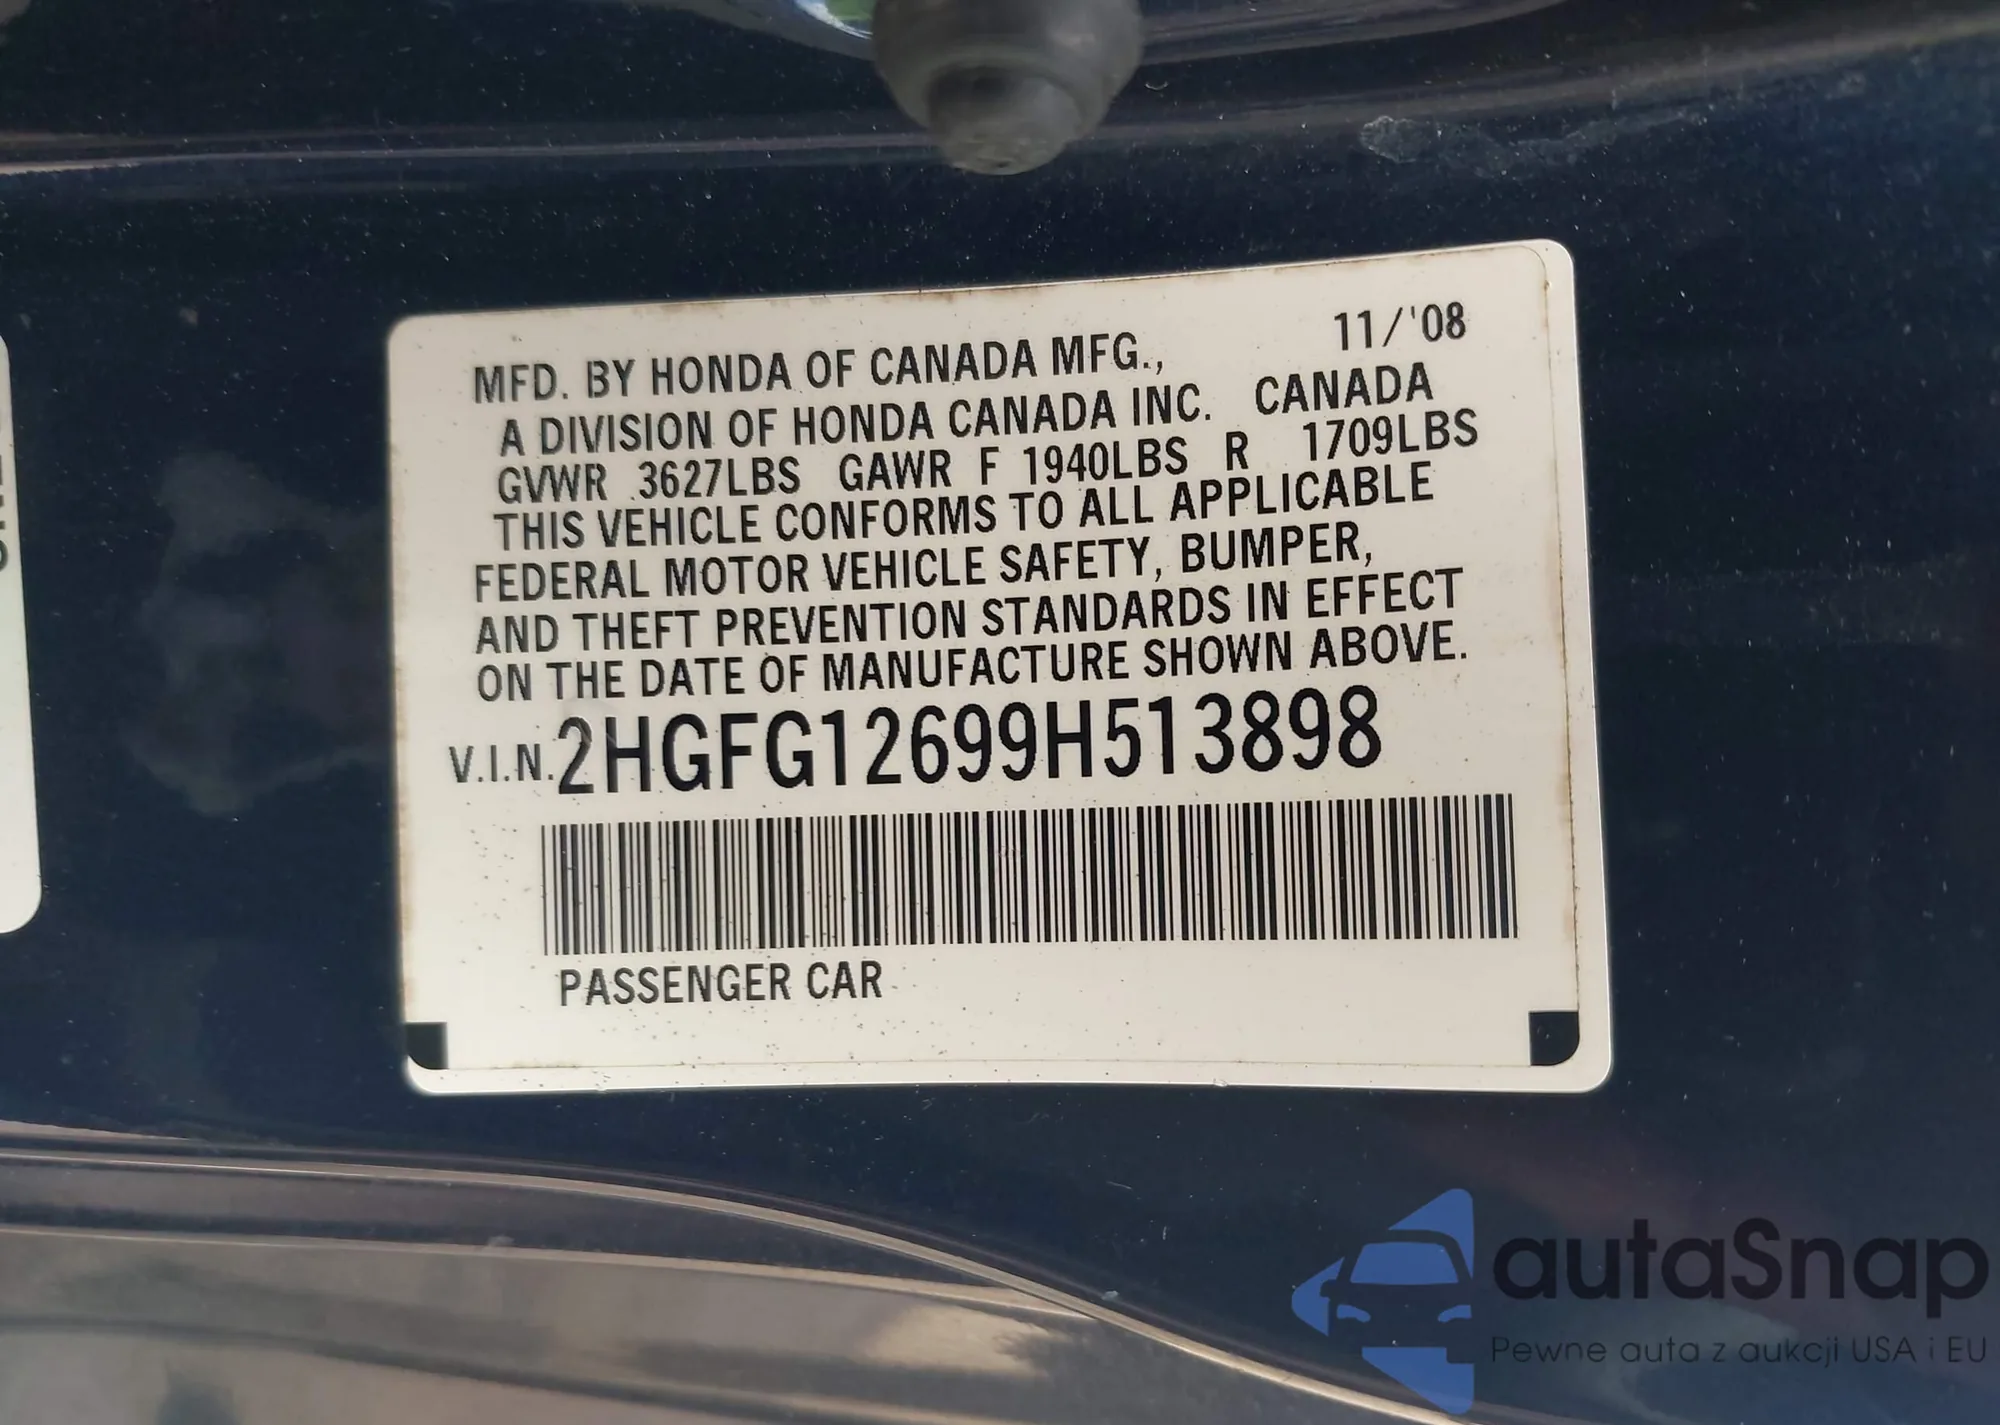 11/'08
MFD. BY HONDA OF CANADA MFG.,
A DIVISION OF HONDA CANADA INC. CANADA
GVWR 3627LBS GAWR F 1940LBS R 1709LBS
THIS VEHICLE CONFORMS TO ALL APPLICABLE
FEDERAL MOTOR VEHICLE SAFETY, BUMPER,
AND THEFT PREVENTION STANDARDS IN EFFECT
ON THE DATE OF MANUFACTURE SHOWN ABOVE.
V.I.N. 2HGFG12699H513898
PASSENGER CAR
autaSnap
Pewne auta z aukcji USA i EU